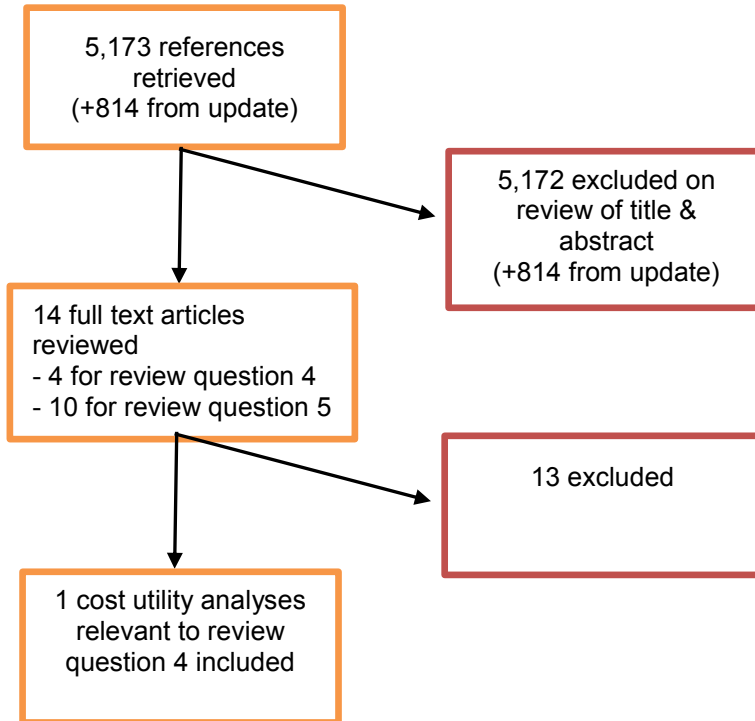 5,173 references
retrieved
(+814 from update)
5,172 excluded on
review of title &
abstract
(+814 from update)
14 full text articles
reviewed
- 4 for review question 4
- 10 for review question 5
13 excluded
1 cost utility analyses
relevant to review
question 4 included